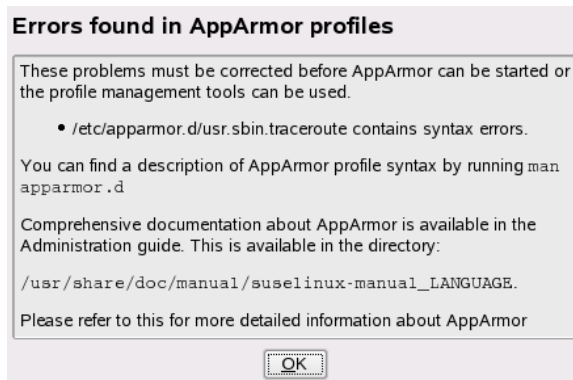 Errors found in AppArmor profiles
These problems must be corrected before AppArmor can be started or
the profile management tools can be used.
• /etc/apparmor.d/usr.sbin.traceroute contains syntax errors.
You can find a description of AppArmor profile syntax by running man
apparmor.d
Comprehensive documentation about AppArmor is available in the
Administration guide. This is available in the directory:
/usr/share/doc/manual/suselinux-manual_LANGUAGE.
Please refer to this for more detailed information about AppArmor
OK